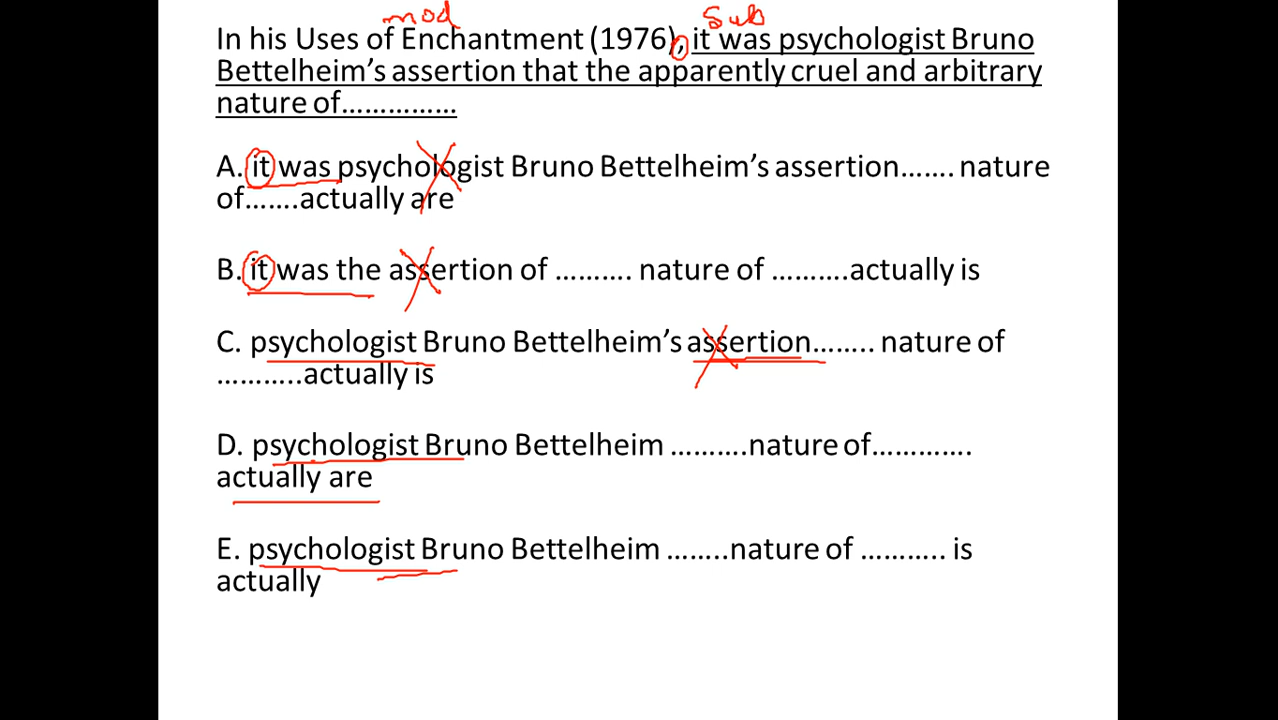 mod sub
In his Uses of Enchantment (1976), it was psychologist Bruno
Bettelheim’s assertion that the apparently cruel and arbitrary
nature of……………
A. it was psychologist Bruno Bettelheim’s assertion……. nature
of…….actually are
B. it was the assertion of ………. nature of ……….actually is
C. psychologist Bruno Bettelheim’s assertion…….. nature of
………..actually is
D. psychologist Bruno Bettelheim ……….nature of………….
actually are
E. psychologist Bruno Bettelheim ……..nature of ……….. is
actually